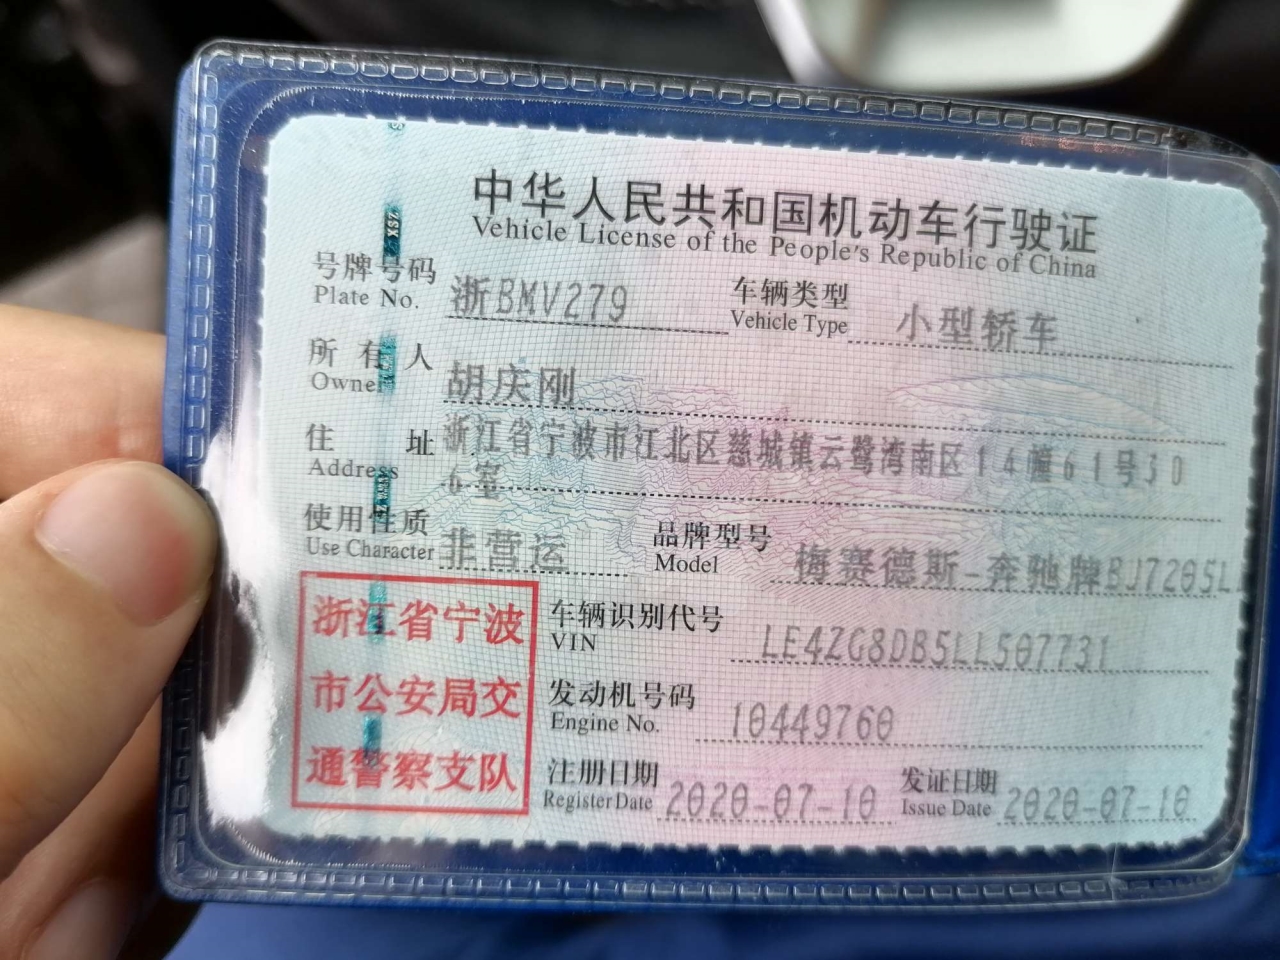 中华人民共和国机动车行驶证
Vehicle License of the People's Republic of China
号牌号码 浙BMV279 车辆类型 小型轿车
Plate No. Vehicle Type
所有人 胡庆刚
Owner
住址 浙江省宁波市江北区慈城镇云鹭湾南区14幢61号30
Address 6室
使用性质 非营运 品牌型号 梅赛德斯-奔驰牌BJ7205L
Use Character Model
浙江省宁波
市公安局交
通警察支队
车辆识别代号 LE4ZG8DB5LL507731
VIN
发动机号码 10449760
Engine No.
注册日期 2020-07-10 发证日期 2020-07-10
Register Date Issue Date